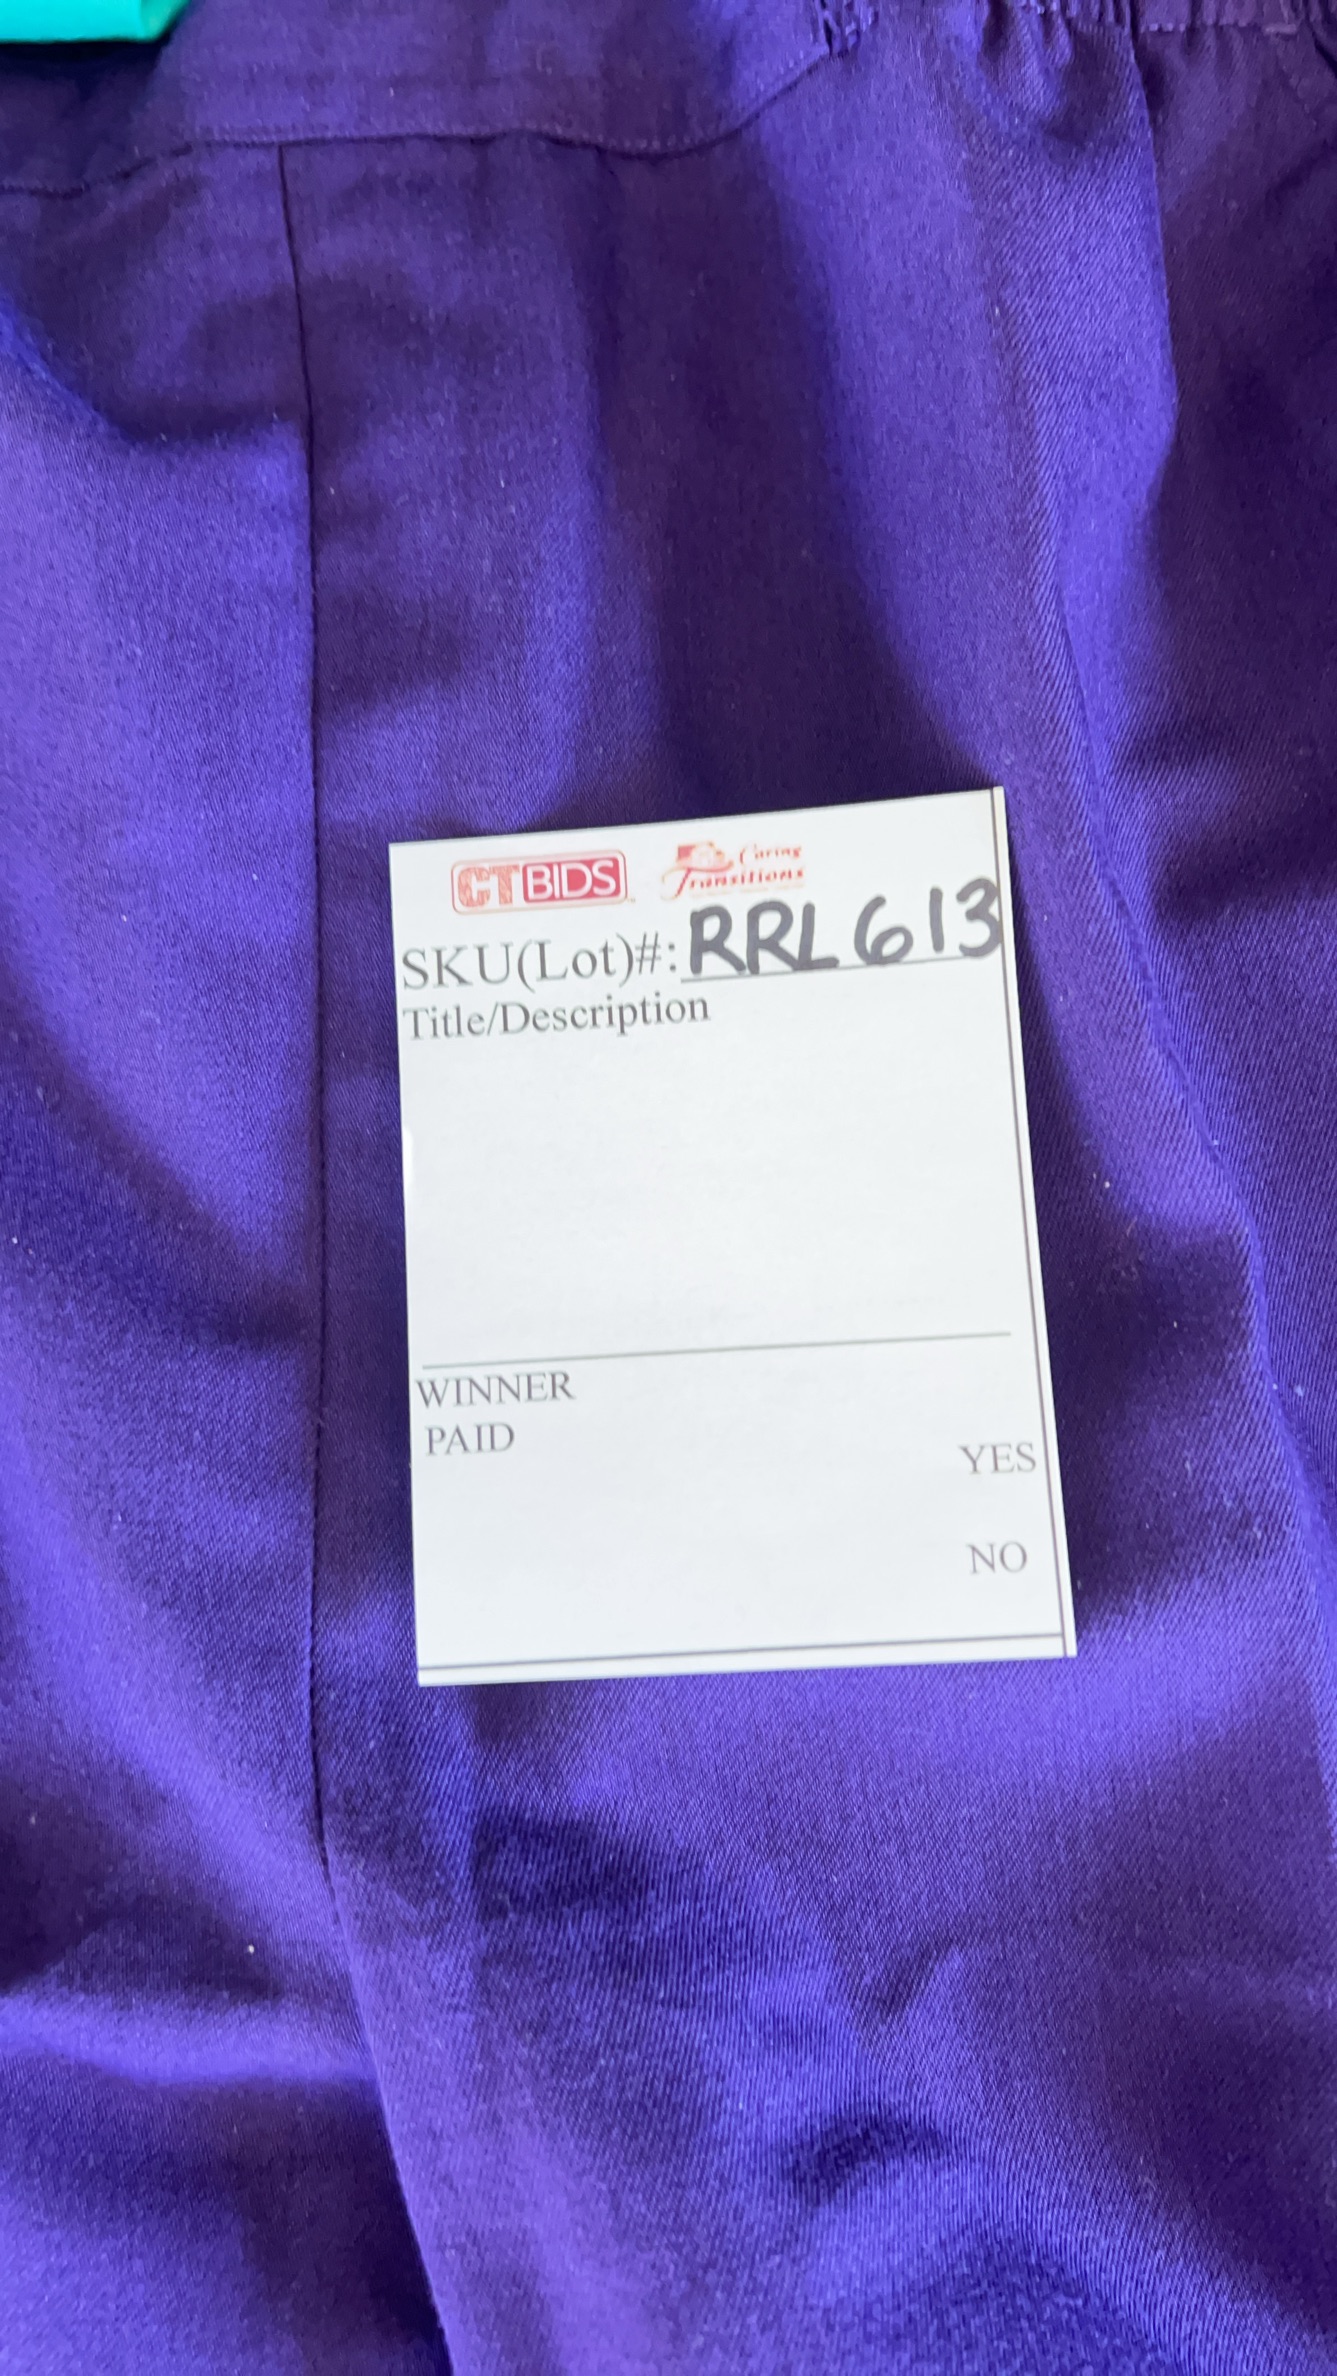 CTBIDS Caring Transitions
SKU(Lot)#: RRL613
Title/Description
WINNER
PAID
YES
NO